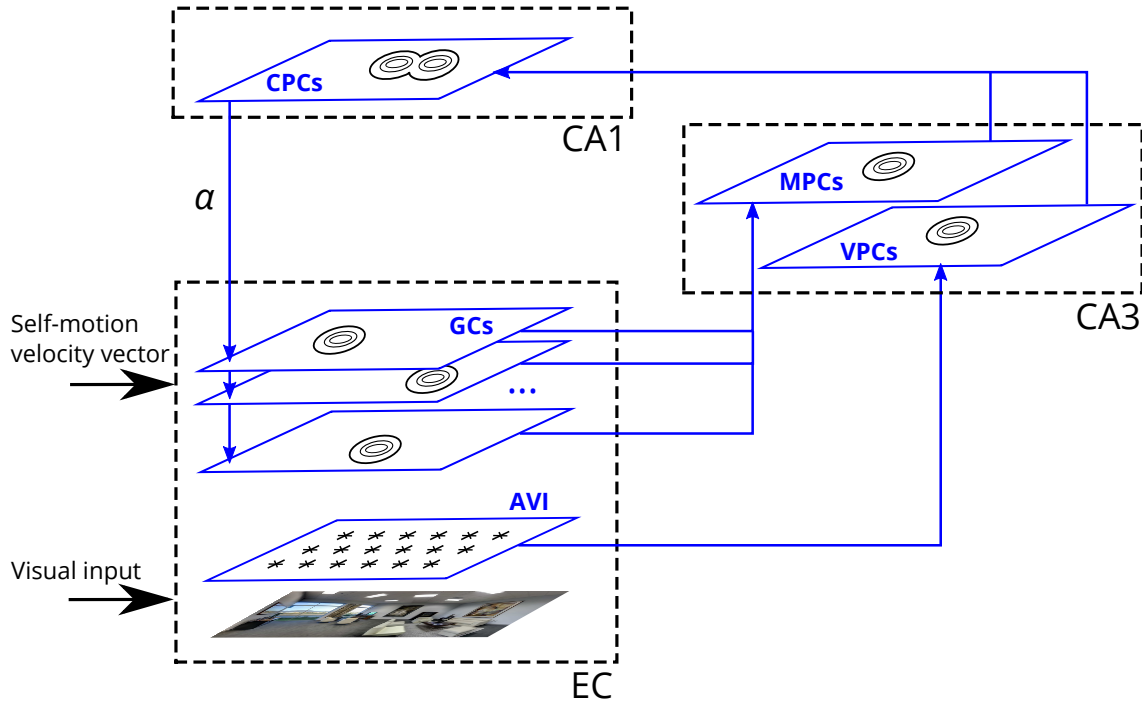 CPCs
CA1
MPCs
VPCs
CA3
α
GCs
...
Self-motion
velocity vector
AVI
Visual input
EC